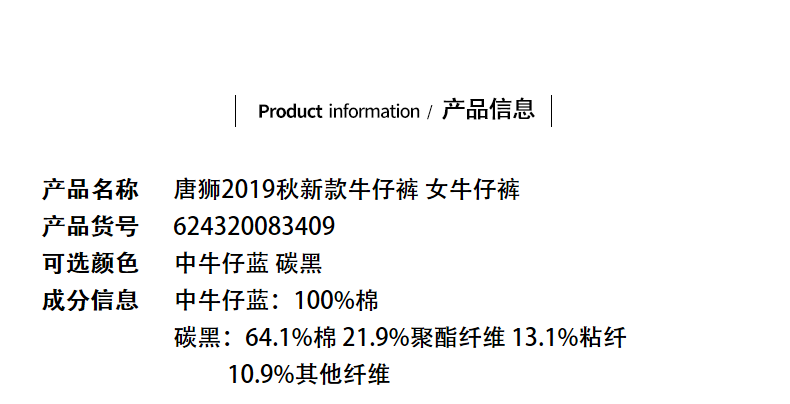 Product information / 产品信息
产品名称 唐狮2019秋新款牛仔裤 女牛仔裤
产品货号 624320083409
可选颜色 中牛仔蓝 碳黑
成分信息 中牛仔蓝：100%棉
碳黑：64.1%棉 21.9%聚酯纤维 13.1%粘纤
10.9%其他纤维